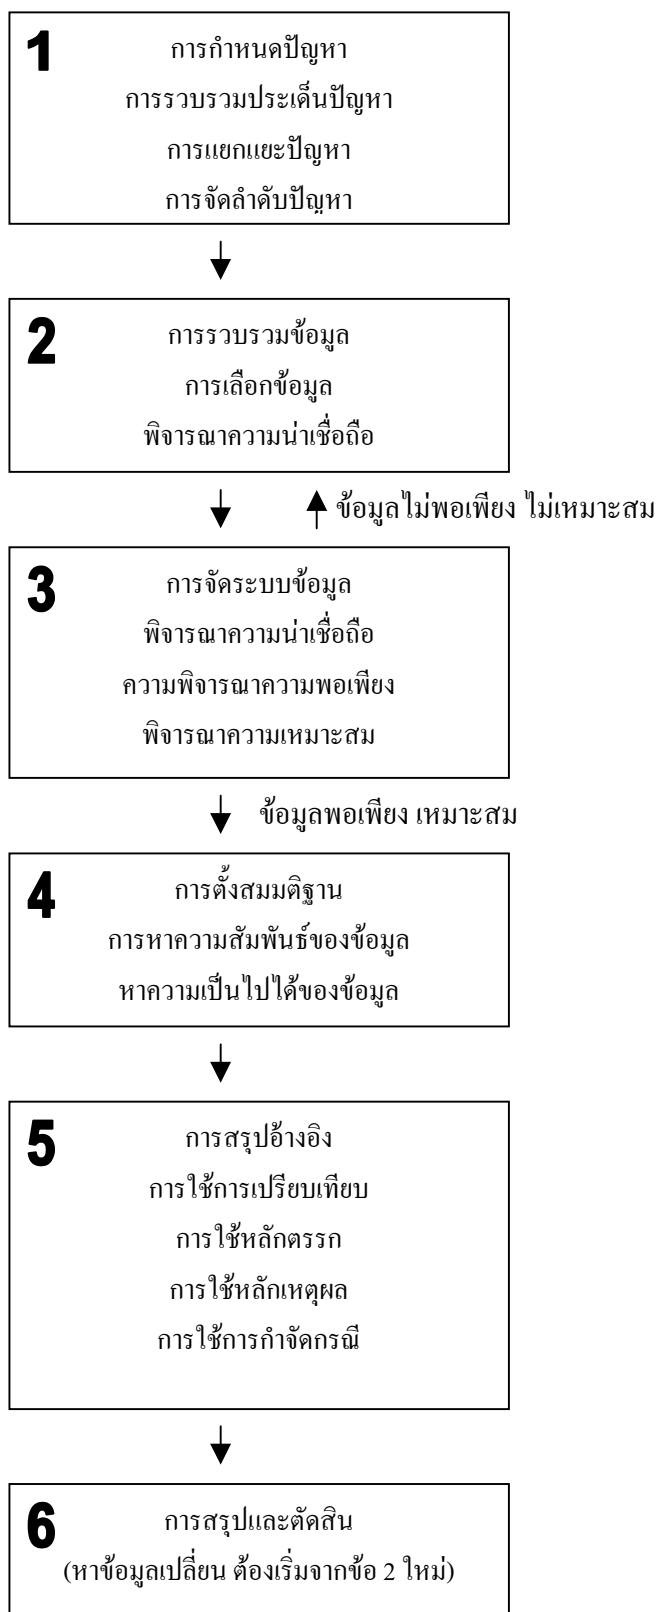 1
การกำหนดปัญหา
การรวบรวมประเด็นปัญหา
การแยกแยะปัญหา
การจัดลำดับปัญหา
2
การรวบรวมข้อมูล
การเลือกข้อมูล
พิจารณาความน่าเชื่อถือ
ข้อมูลไม่พอเพียง ไม่เหมาะสม
3
การจัดระบบข้อมูล
พิจารณาความน่าเชื่อถือ
ความพิจารณาความพอเพียง
พิจารณาความเหมาะสม
ข้อมูลพอเพียง เหมาะสม
4
การตั้งสมมติฐาน
การหาความสัมพันธ์ของข้อมูล
หาความเป็นไปได้ของข้อมูล
5
การสรุปอ้างอิง
การใช้การเปรียบเทียบ
การใช้หลักตรรก
การใช้หลักเหตุผล
การใช้การกำจัดกรณี
6
การสรุปและตัดสิน
(หาข้อมูลเปลี่ยน ต้องเริ่มจากข้อ 2 ใหม่)